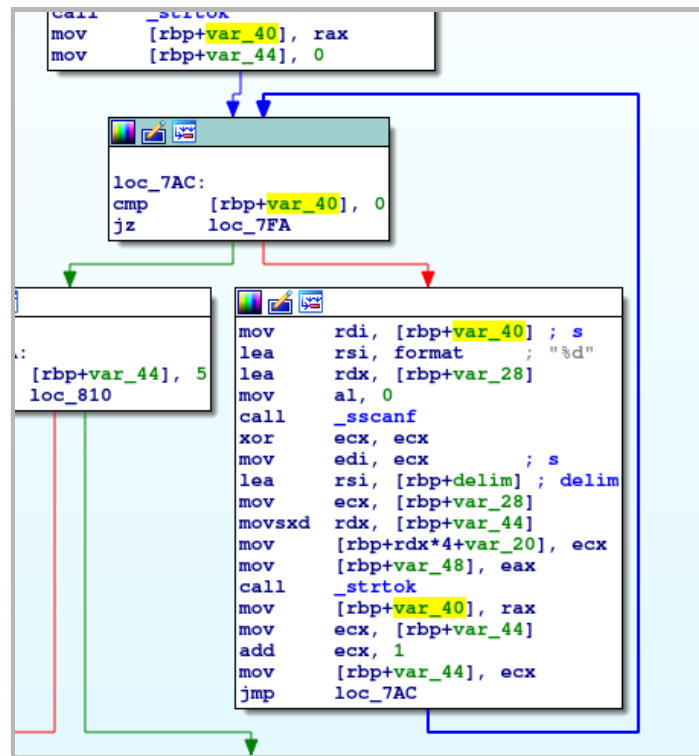 call    _strtok
mov     [rbp+var_40], rax
mov     [rbp+var_44], 0
loc_7AC:
cmp     [rbp+var_40], 0
jz      loc_7FA
:
[rbp+var_44], 5
loc_810
mov     rdi, [rbp+var_40] ; s
lea     rsi, format     ; "%d"
lea     rdx, [rbp+var_28]
mov     al, 0
call    _sscanf
xor     ecx, ecx
mov     edi, ecx        ; s
lea     rsi, [rbp+delim] ; delim
mov     ecx, [rbp+var_28]
movsxd  rdx, [rbp+var_44]
mov     [rbp+rdx*4+var_20], ecx
mov     [rbp+var_48], eax
call    _strtok
mov     [rbp+var_40], rax
mov     ecx, [rbp+var_44]
add     ecx, 1
mov     [rbp+var_44], ecx
jmp     loc_7AC